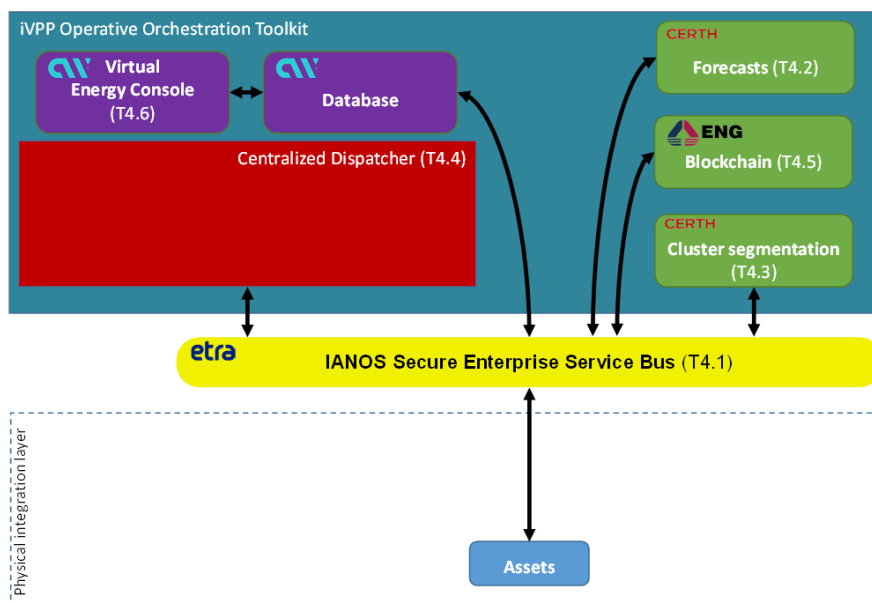 iVPP Operative Orchestration Toolkit
Virtual
Energy Console
(T4.6)
Database
CERTH
Forecasts (T4.2)
Centralized Dispatcher (T4.4)
ENG
Blockchain (T4.5)
CERTH
Cluster segmentation
(T4.3)
etra
IANOS Secure Enterprise Service Bus (T4.1)
Physical integration layer
Assets